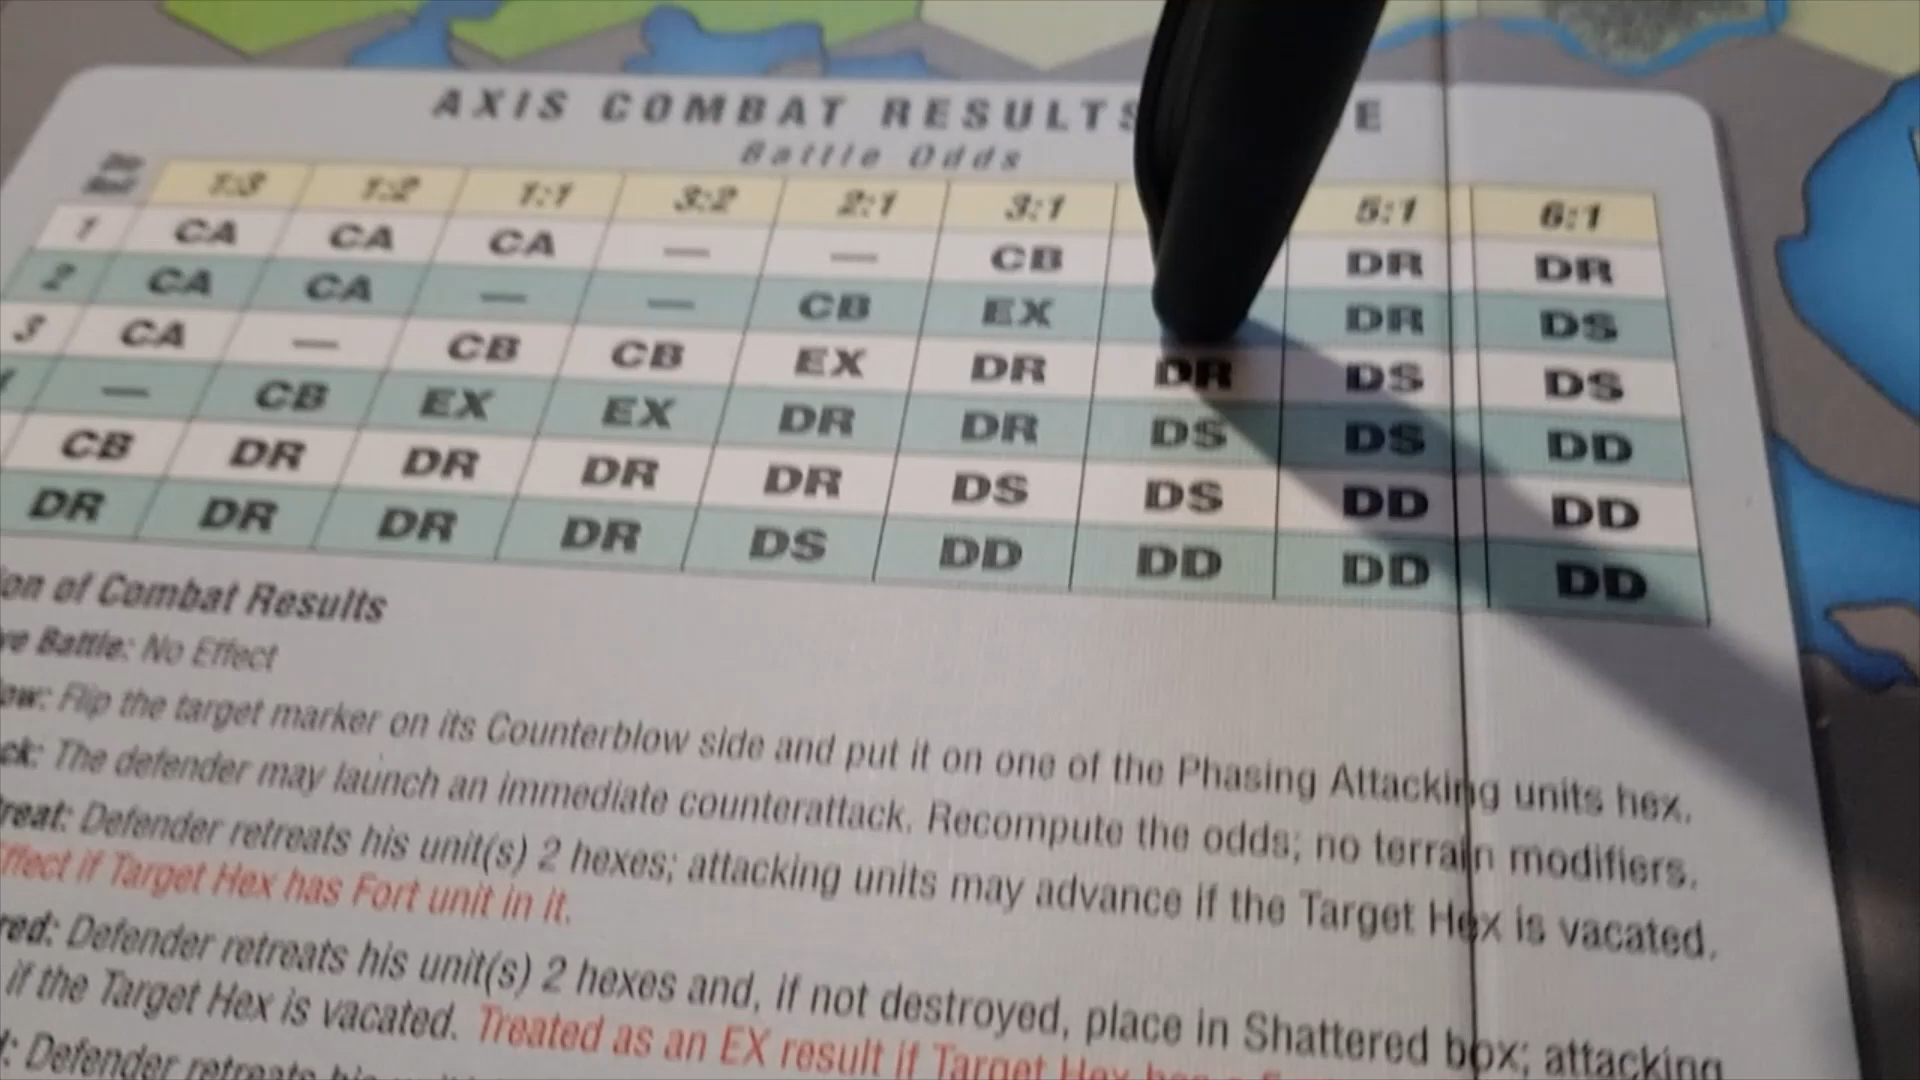 AXIS COMBAT RESULTS E
Battle Odds
Die Roll 1:3 1:2 1:1 3:2 2:1 3:1 5:1 6:1
1 CA CA CA — — CB DR DR
2 CA CA — — CB EX DR DS
3 CA — CB CB EX DR DR DS DS
— CB EX EX DR DR DS DS DD
CB DR DR DR DR DS DS DD DD
DR DR DR DR DS DD DD DD DD
ion of Combat Results
ve Battle: No Effect
ow: Flip the target marker on its Counterblow side and put it on one of the Phasing Attacking units hex.
ck: The defender may launch an immediate counterattack. Recompute the odds; no terrain modifiers.
reat: Defender retreats his unit(s) 2 hexes; attacking units may advance if the Target Hex is vacated.
ffect if Target Hex has Fort unit in it.
red: Defender retreats his unit(s) 2 hexes and, if not destroyed, place in Shattered box; attacking
if the Target Hex is vacated. Treated as an EX result if Target Hex has a
: Defender retreats his